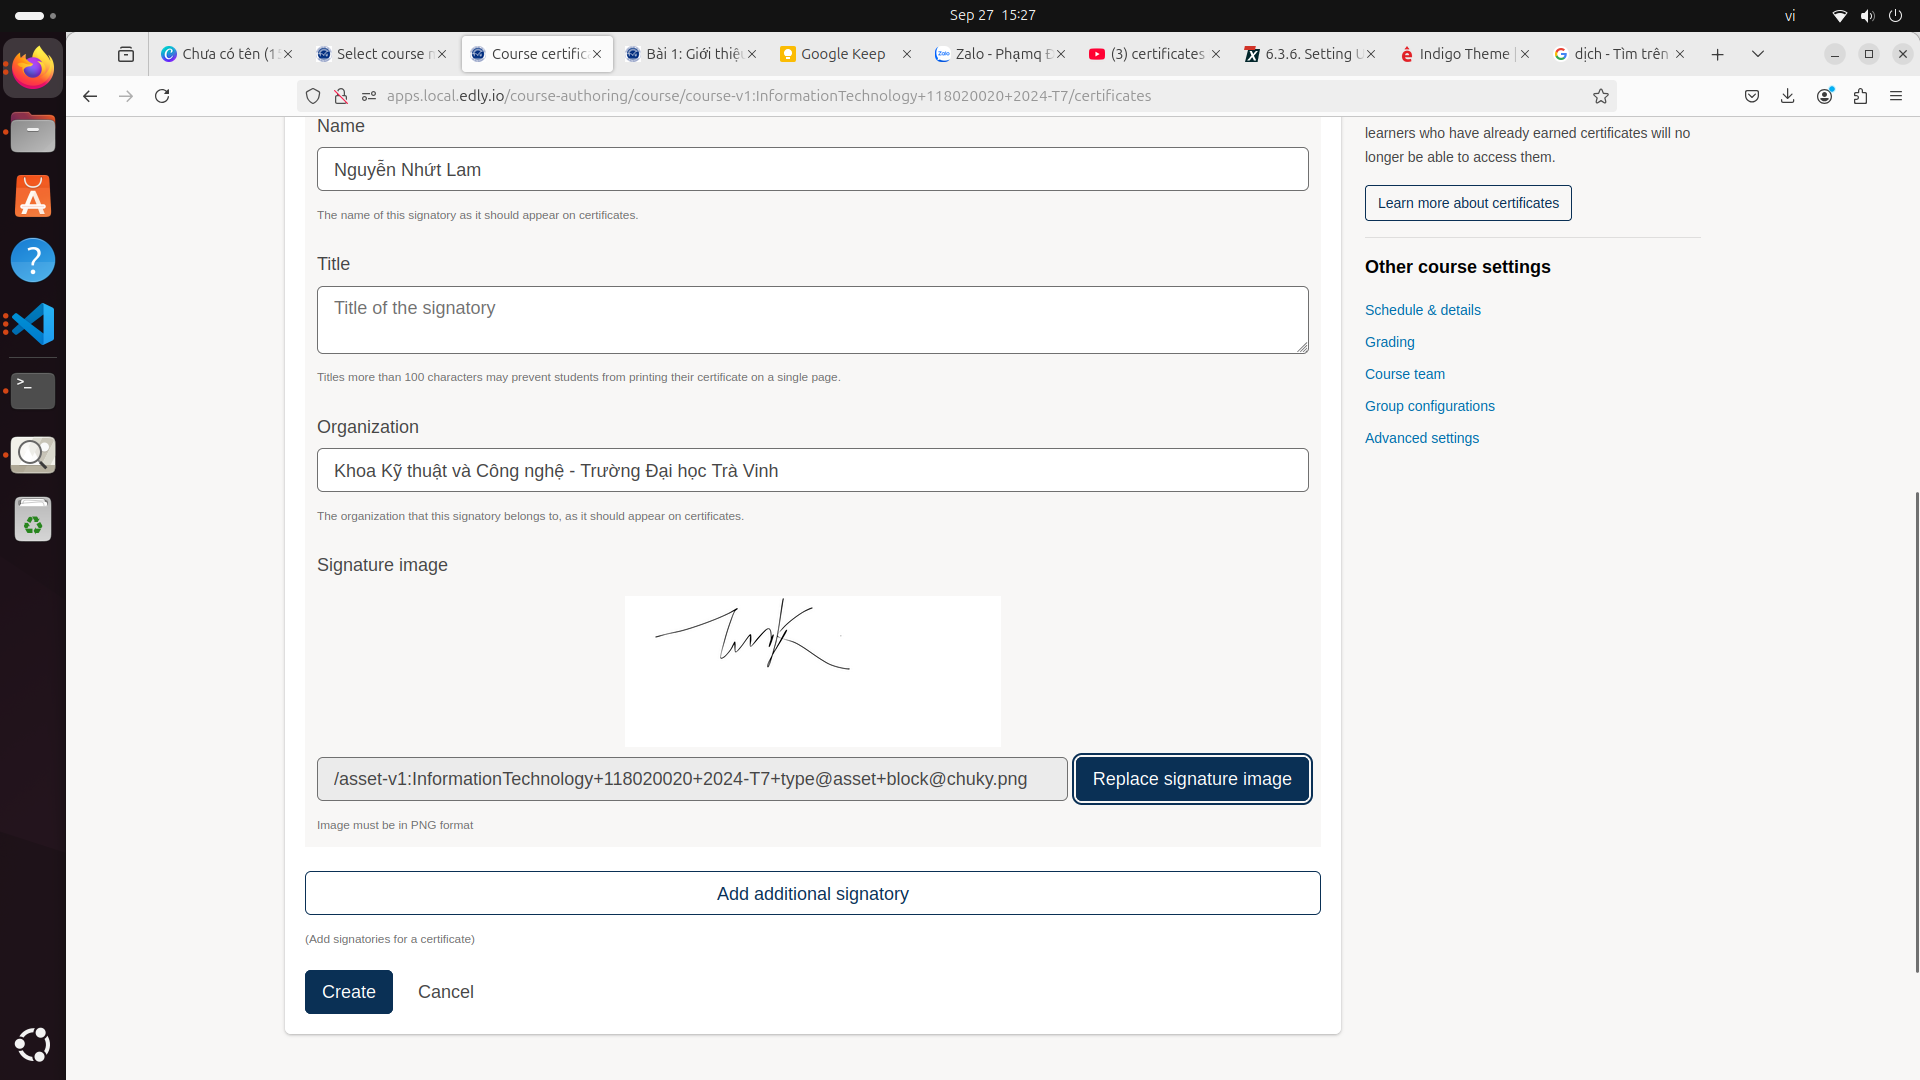 Sep 27 15:27
vi
Chưa có tên (1
Select course
Course certific
Bài 1: Giới thiệu
Google Keep
Zalo - Phạmq
(3) certificates
6.3.6. Setting U
Indigo Theme |
dịch - Tìm trên
apps.local.edly.io/course-authoring/course/course-v1:InformationTechnology+118020020+2024-T7/certificates
Name
Nguyễn Nhứt Lam
The name of this signatory as it should appear on certificates.
Title
Title of the signatory
Titles more than 100 characters may prevent students from printing their certificate on a single page.
Organization
Khoa Kỹ thuật và Công nghệ - Trường Đại học Trà Vinh
The organization that this signatory belongs to, as it should appear on certificates.
Signature image
/asset-v1:InformationTechnology+118020020+2024-T7+type@asset+block@chuky.png
Replace signature image
Image must be in PNG format
Add additional signatory
(Add signatories for a certificate)
Create
Cancel
learners who have already earned certificates will no
longer be able to access them.
Learn more about certificates
Other course settings
Schedule & details
Grading
Course team
Group configurations
Advanced settings